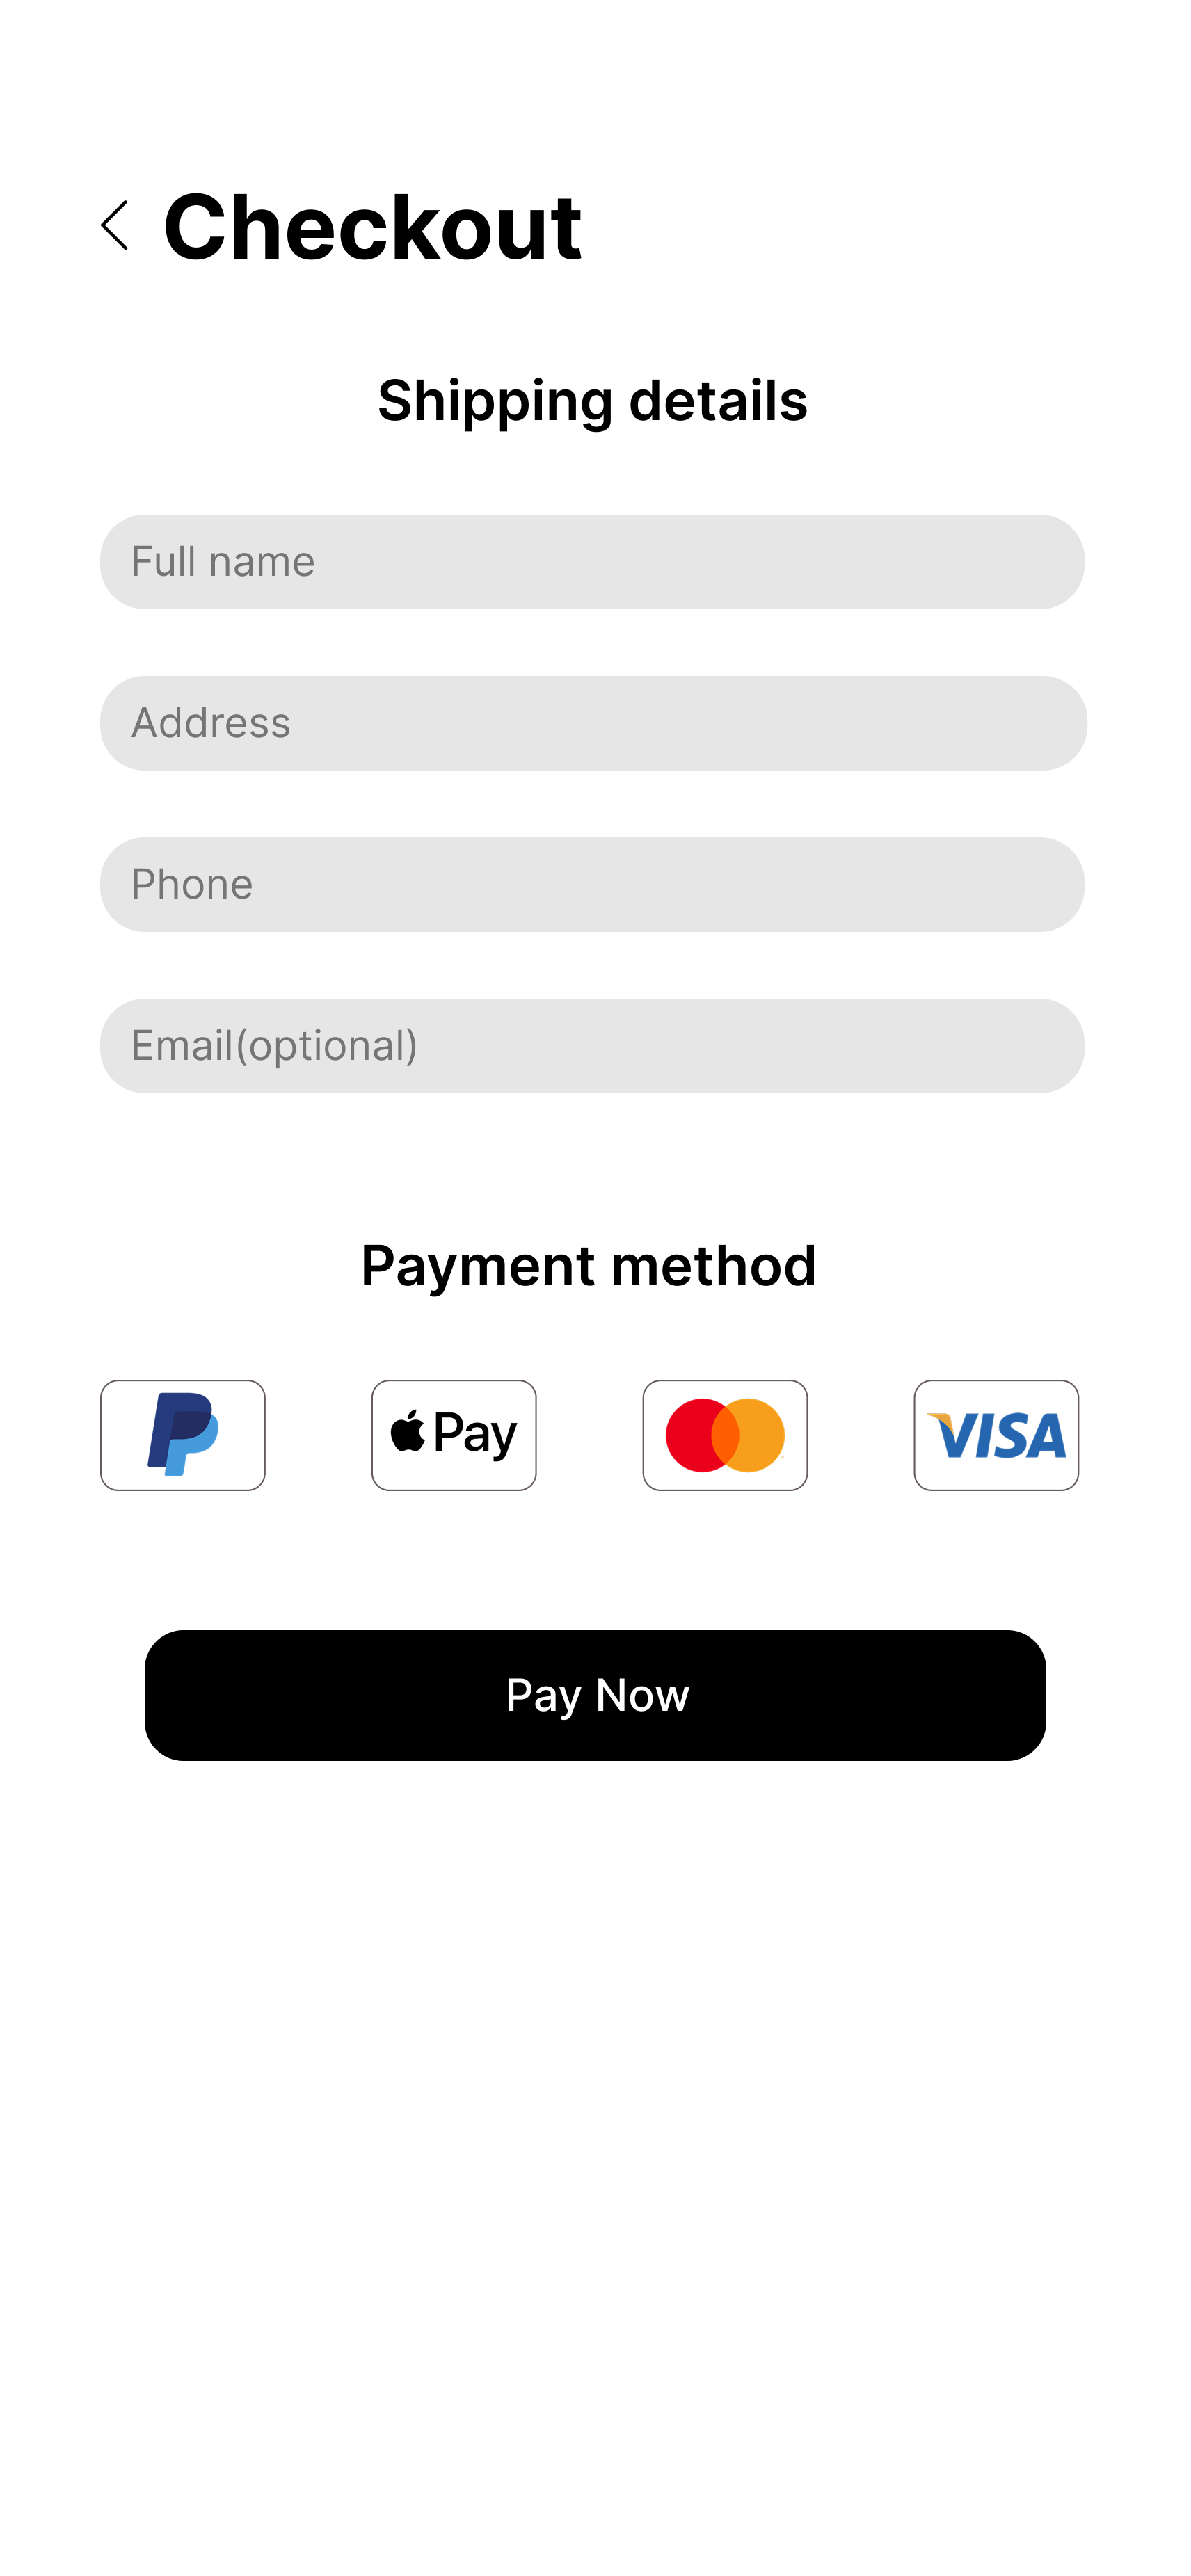 Checkout
Shipping details
Full name
Address
Phone
Email(optional)
Payment method
Pay
VISA
Pay Now